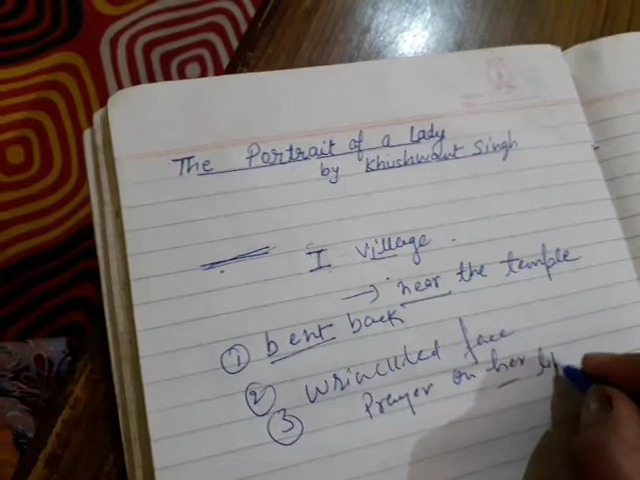 The Portrait of a lady
by Khushwant Singh
I village.
→ near the temple
① bent back
② wrinckled face
③ Prayer on her